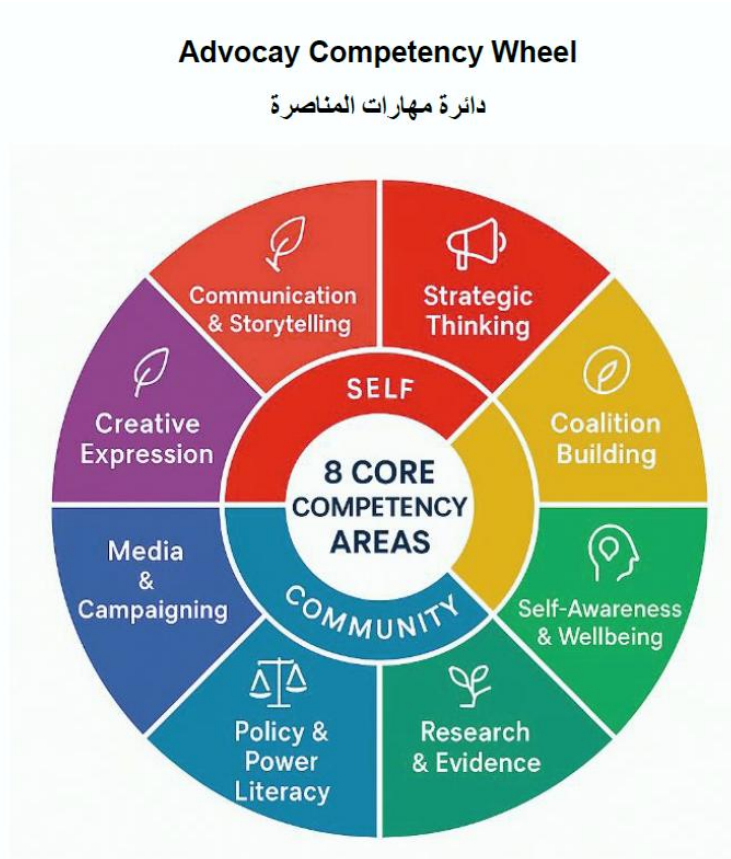 Advocay Competency Wheel
دائرة مهارات المناصرة
Communication
& Storytelling
Strategic
Thinking
Creative
Expression
SELF
Coalition
Building
8 CORE
COMPETENCY
AREAS
Media
&
Campaigning
COMMUNITY
Self-Awareness
& Wellbeing
Policy &
Power
Literacy
Research
& Evidence